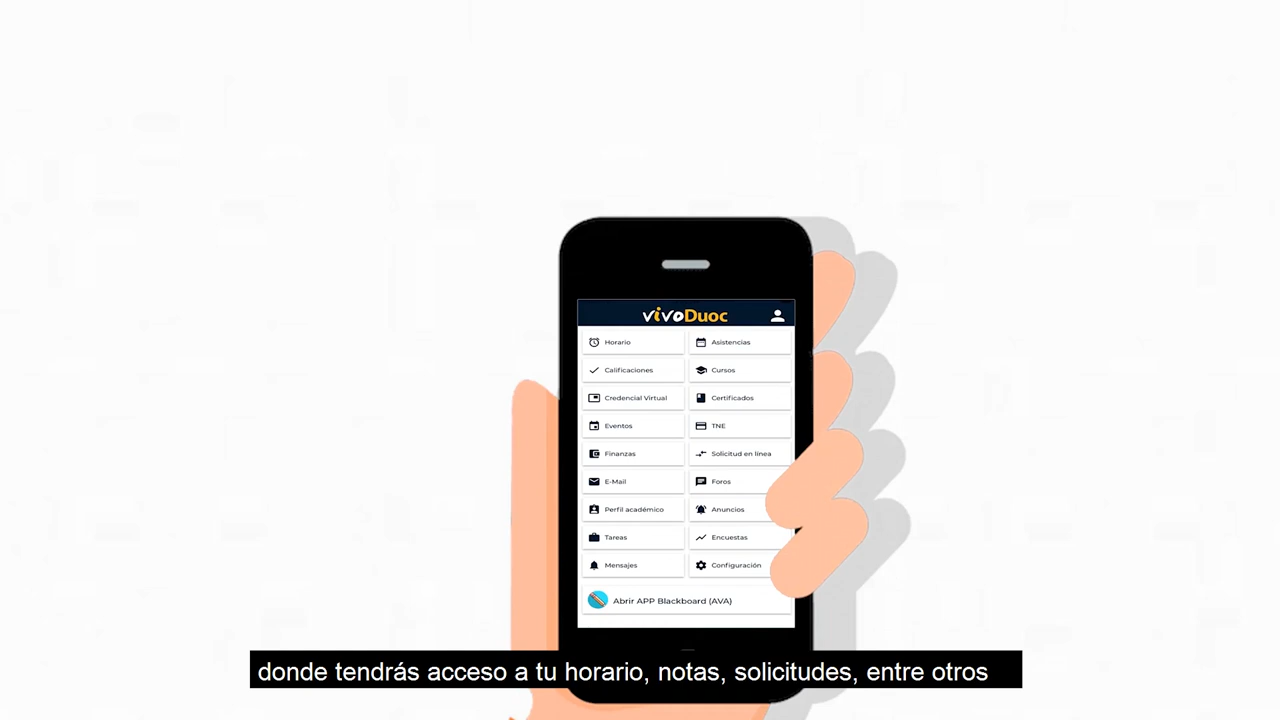 vivoDuoc
Horario
Asistencias
Calificaciones
Cursos
Credencial Virtual
Certificados
Eventos
TNE
Finanzas
Solicitud en línea
E-Mail
Foros
Perfil académico
Anuncios
Tareas
Encuestas
Mensajes
Configuración
Abrir APP Blackboard (AVA)
donde tendrás acceso a tu horario, notas, solicitudes, entre otros